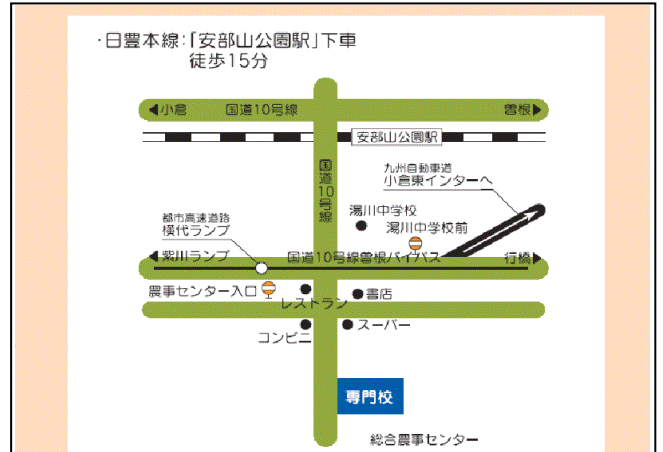 ・日豊本線：「安部山公園駅」下車
徒歩15分
◀小倉 国道10号線 曽根▶
安部山公園駅
国道10号線
九州自動車道
小倉東インターへ
湯川中学校
湯川中学校前
都市高速道路
横代ランプ
◀紫川ランプ 国道10号線曽根バイパス 行橋▶
農事センター入口
レストラン
書店
コンビニ
スーパー
専門校
総合農事センター